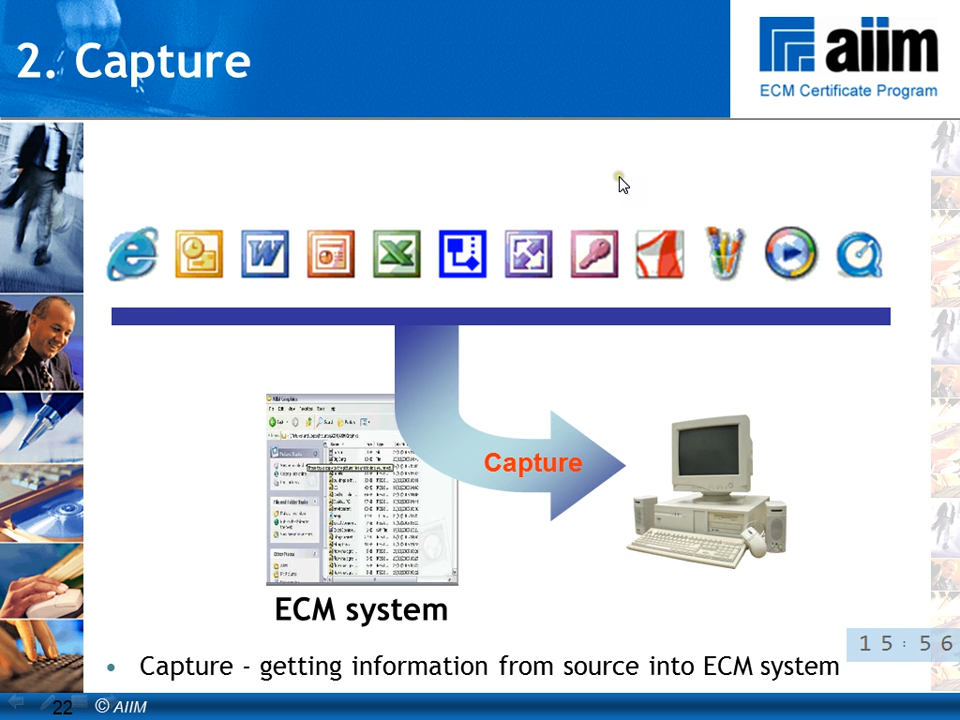 2. Capture
aiim
ECM Certificate Program
Capture
ECM system
• Capture - getting information from source into ECM system
15:56
22
© AIIM